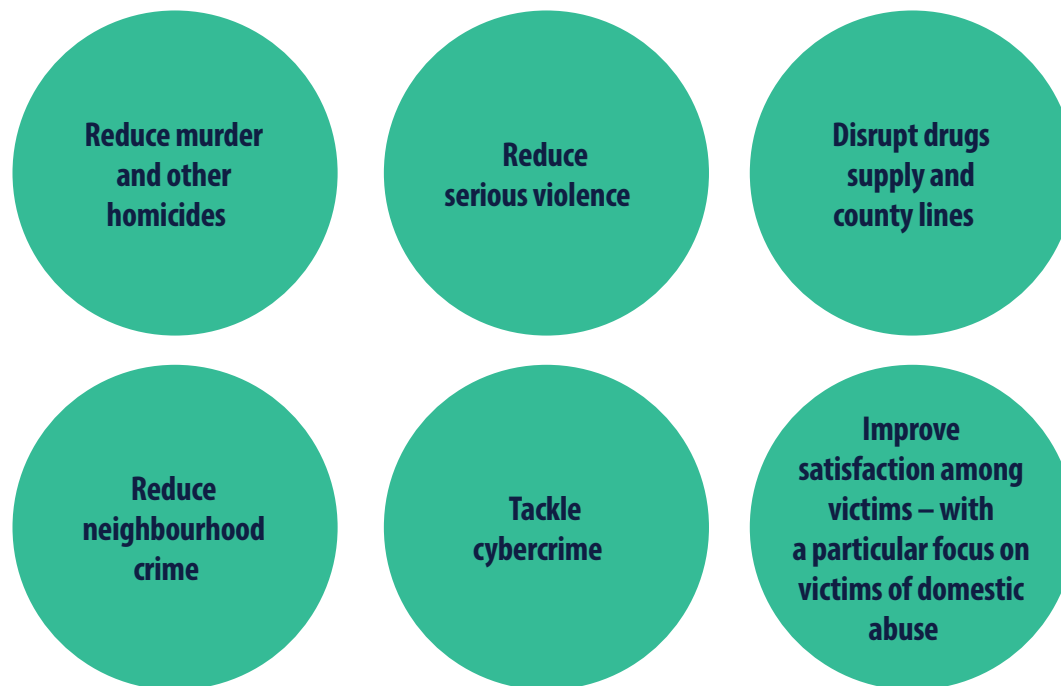 Reduce murder
and other
homicides
Reduce
serious violence
Disrupt drugs
supply and
county lines
Reduce
neighbourhood
crime
Tackle
cybercrime
Improve
satisfaction among
victims – with
a particular focus on
victims of domestic
abuse